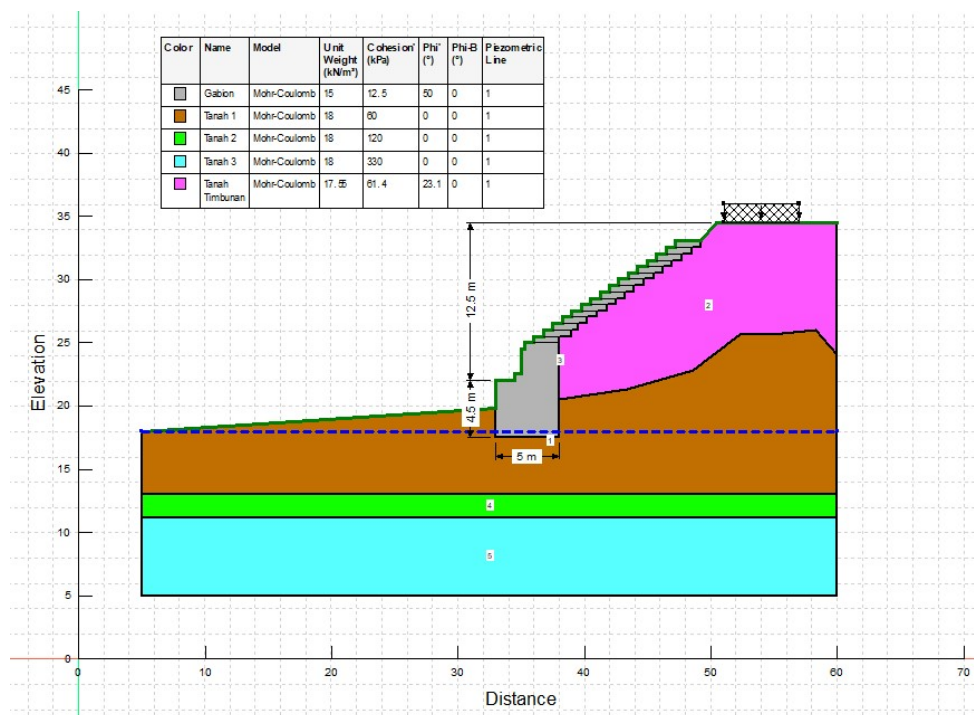 Color Name Model Unit Weight (kN/m³) Cohesion' (kPa) Phi' (°) Phi-B (°) Piezometric Line
Gabion Mohr-Coulomb 15 12.5 50 0 1
Tanah 1 Mohr-Coulomb 18 60 0 0 1
Tanah 2 Mohr-Coulomb 18 120 0 0 1
Tanah 3 Mohr-Coulomb 18 330 0 0 1
Tanah Timbunan Mohr-Coulomb 17.55 61.4 23.1 0 1
45
40
35
30
25
20
15
10
5
0
Elevation
12.5 m
4.5 m
5 m
2
3
1
4
5
0 10 20 30 40 50 60 70
Distance